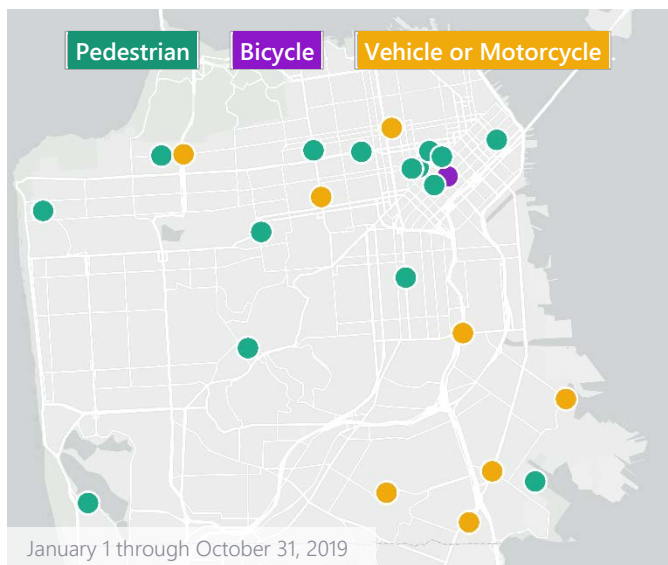 Pedestrian Bicycle Vehicle or Motorcycle
January 1 through October 31, 2019